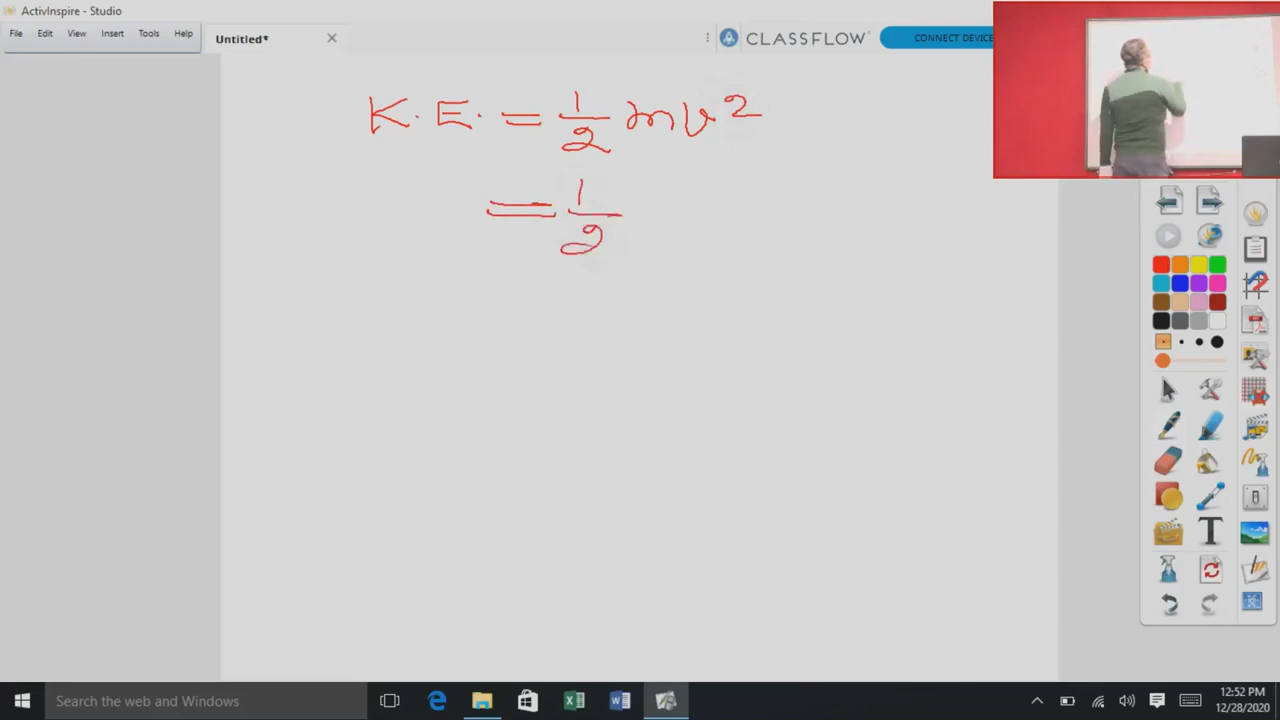 ActivInspire - Studio
File Edit View Insert Tools Help
Untitled*
CLASSFLOW
CONNECT DEVICE
K.E. = 1/2 mv²
= 1/2
T
Search the web and Windows
12:52 PM
12/28/2020